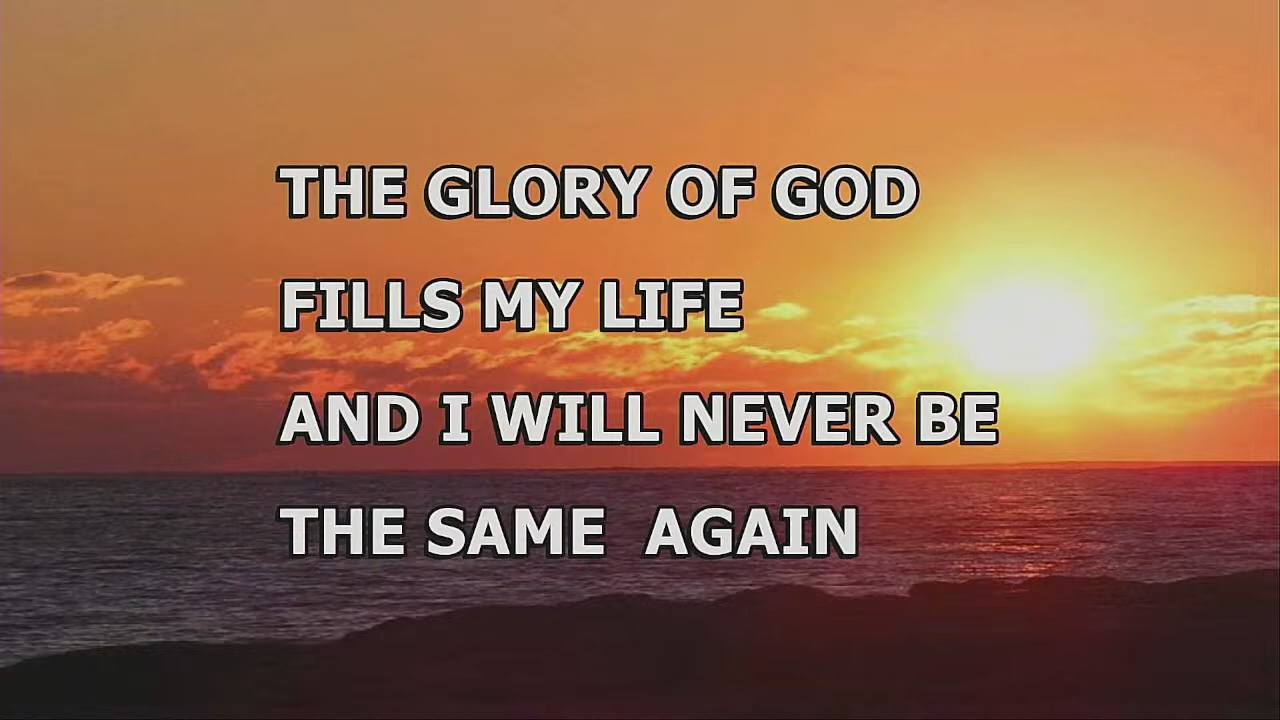 THE GLORY OF GOD
FILLS MY LIFE
AND I WILL NEVER BE
THE SAME  AGAIN